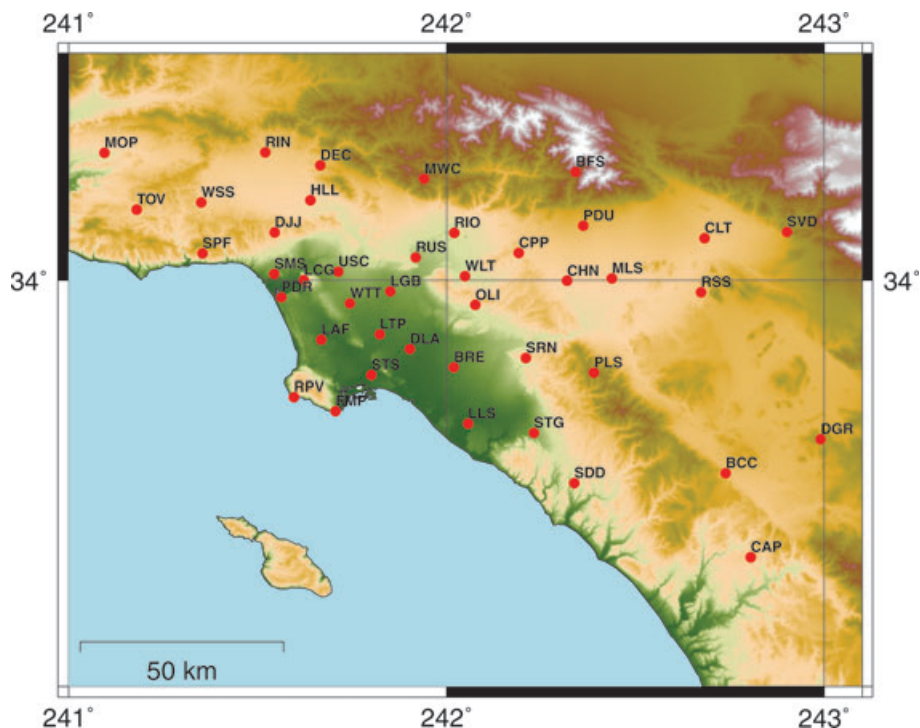 241° 242° 243°
MOP RIN DEC MWC BFS
TOV WSS HLL
DJJ RIO PDU CLT SVD
SPF RUS CPP
34° SMS LCG USC WLT CHN MLS 34°
PDR WTT LGB OLI RSS
LAF LTP DLA
STS BRE SRN PLS
RPV FMP
LLS STG DGR
SDD BCC
CAP
50 km
241° 242° 243°